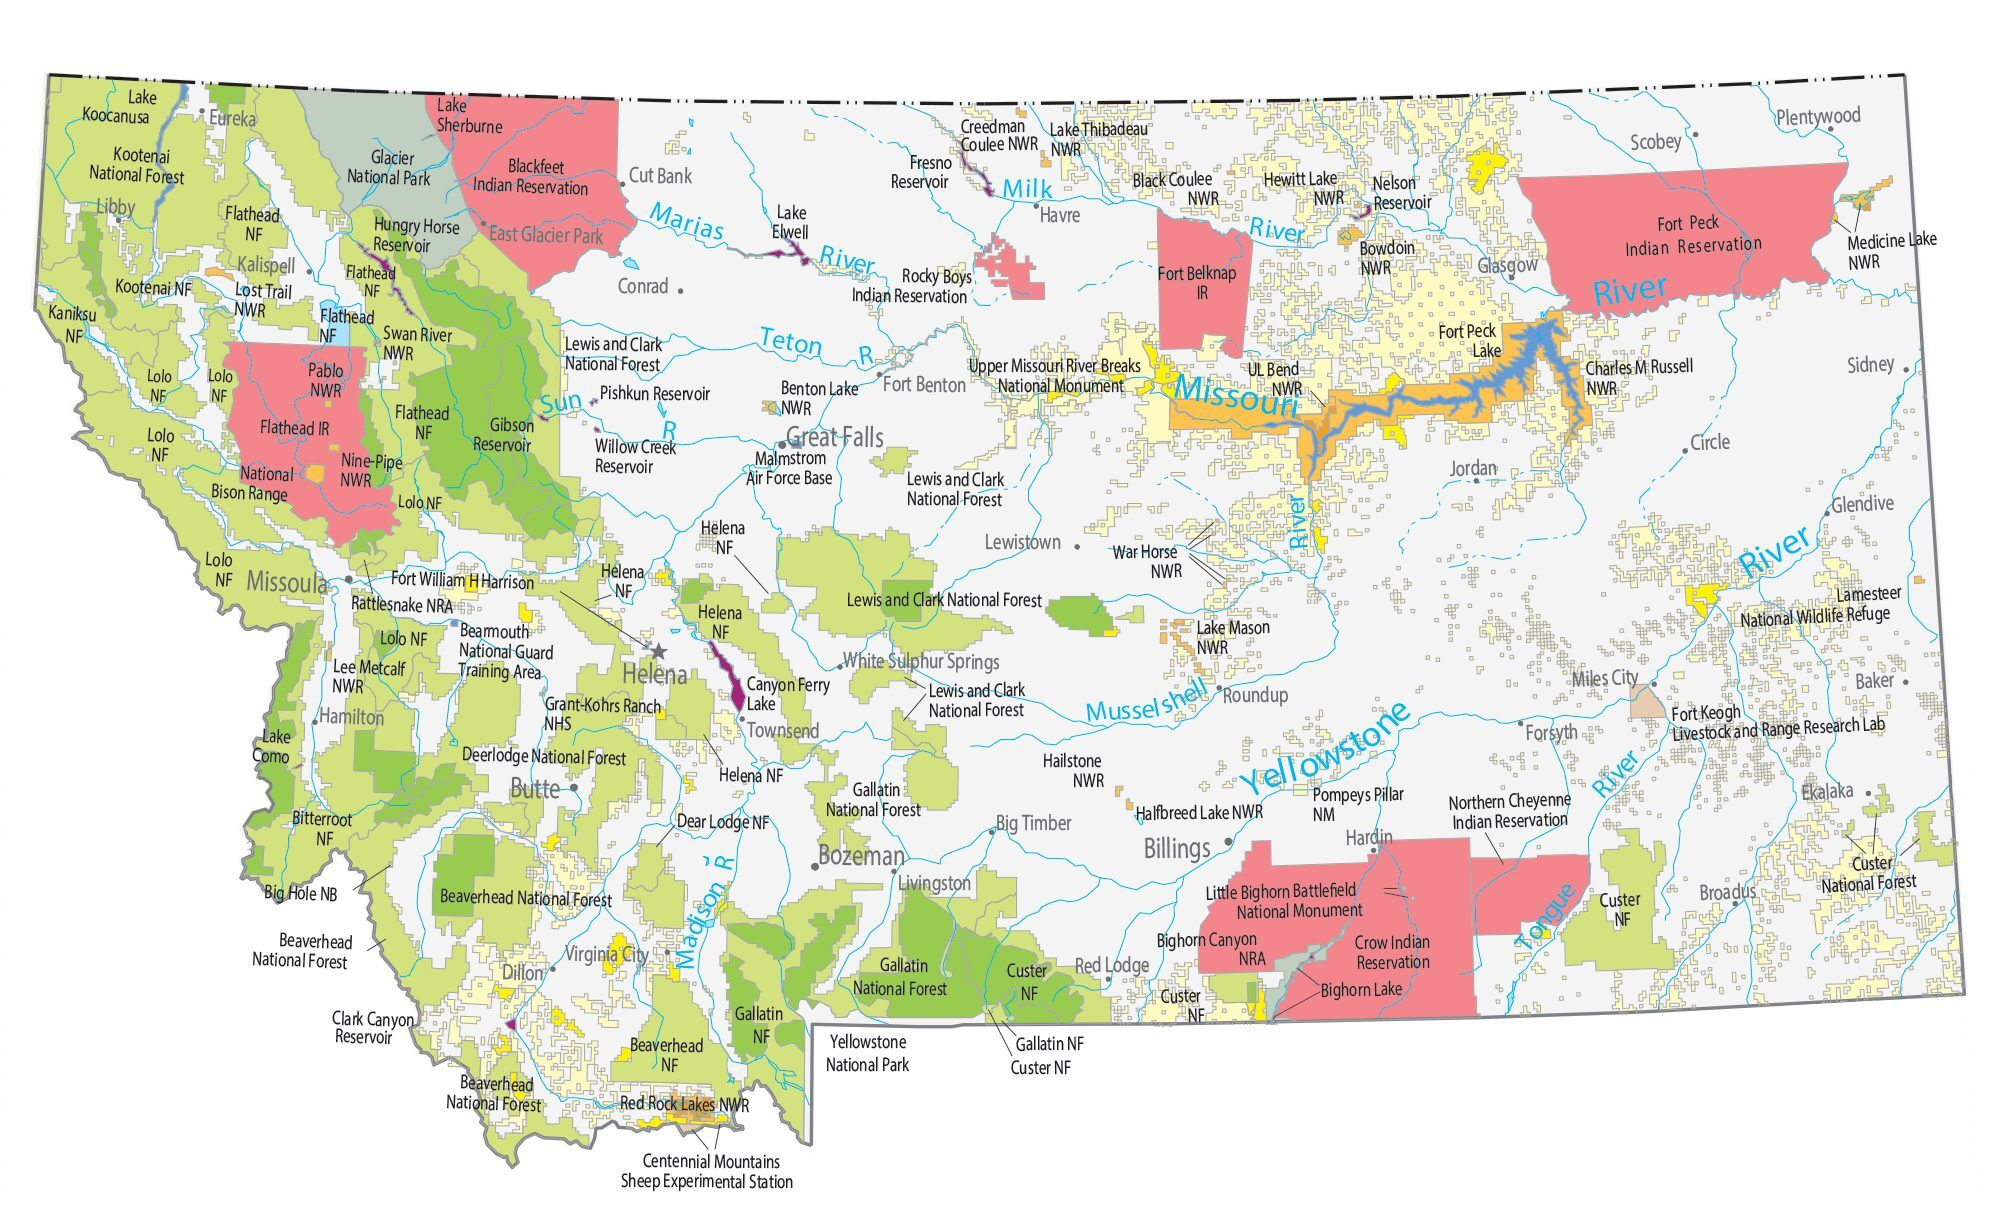 Lake
Koocanusa
Eureka
Kootenai
National Forest
Libby
Flathead
NF
Kalispell
Kootenai NF
Lost Trail
NWR
Kaniksu
NF
Flathead
NF
Glacier
National Park
Lake
Sherburne
Blackfeet
Indian Reservation
Cut Bank
Hungry Horse
Reservoir
East Glacier Park
Flathead
NF
Swan River
NWR
Marias
River
Lake
Elwell
Conrad
Creedman
Coulee NWR
Lake Thibadeau
NWR
Fresno
Reservoir
Milk
River
Havre
Black Coulee
NWR
Hewitt Lake
NWR
Nelson
Reservoir
Bowdoin
NWR
Rocky Boys
Indian Reservation
Fort Belknap
IR
Glasgow
Scobey
Plentywood
Fort Peck
Indian Reservation
Medicine Lake
NWR
River
Fort Peck
Lake
Charles M Russell
NWR
Sidney
Lolo
NF
Lolo
NF
Pablo
NWR
Flathead IR
Lolo
NF
National
Bison Range
Nine-Pipe
NWR
Lolo NF
Flathead
NF
Gibson
Reservoir
Lewis and Clark
National Forest
Teton R
Sun
R
Pishkun Reservoir
Willow Creek
Reservoir
Benton Lake
NWR
Fort Benton
Great Falls
Malmstrom
Air Force Base
Lewis and Clark
National Forest
Upper Missouri River Breaks
National Monument
Missouri
UL Bend
NWR
River
Jordan
Circle
Glendive
Lewistown
War Horse
NWR
Helena
NF
Lolo
NF
Missoula
Fort William H Harrison
Helena
NF
Rattlesnake NRA
Lolo NF
Bearmouth
National Guard
Training Area
Lee Metcalf
NWR
Hamilton
Helena
Helena
NF
Lewis and Clark National Forest
Lake Mason
NWR
White Sulphur Springs
Lewis and Clark
National Forest
Musselshell
Roundup
Canyon Ferry
Lake
Townsend
Grant-Kohrs Ranch
NHS
Helena NF
Lake
Como
Deerlodge National Forest
Butte
Bitterroot
NF
Dear Lodge NF
Gallatin
National Forest
Big Timber
Hailstone
NWR
Halfbreed Lake NWR
Yellowstone
River
Pompeys Pillar
NM
Billings
Hardin
Forsyth
Miles City
Fort Keogh
Livestock and Range Research Lab
Lamesteer
National Wildlife Refuge
Baker
Ekalaka
Northern Cheyenne
Indian Reservation
River
Tongue
Custer
NF
Custer
National Forest
Broadus
Big Hole NB
Beaverhead National Forest
Bozeman
Livingston
Madison R
Beaverhead
National Forest
Virginia City
Dillon
Gallatin
National Forest
Custer
NF
Red Lodge
Little Bighorn Battlefield
National Monument
Bighorn Canyon
NRA
Crow Indian
Reservation
Bighorn Lake
Custer
NF
Clark Canyon
Reservoir
Gallatin
NF
Yellowstone
National Park
Gallatin NF
Custer NF
Beaverhead
NF
Beaverhead
National Forest
Red Rock Lakes NWR
Centennial Mountains
Sheep Experimental Station